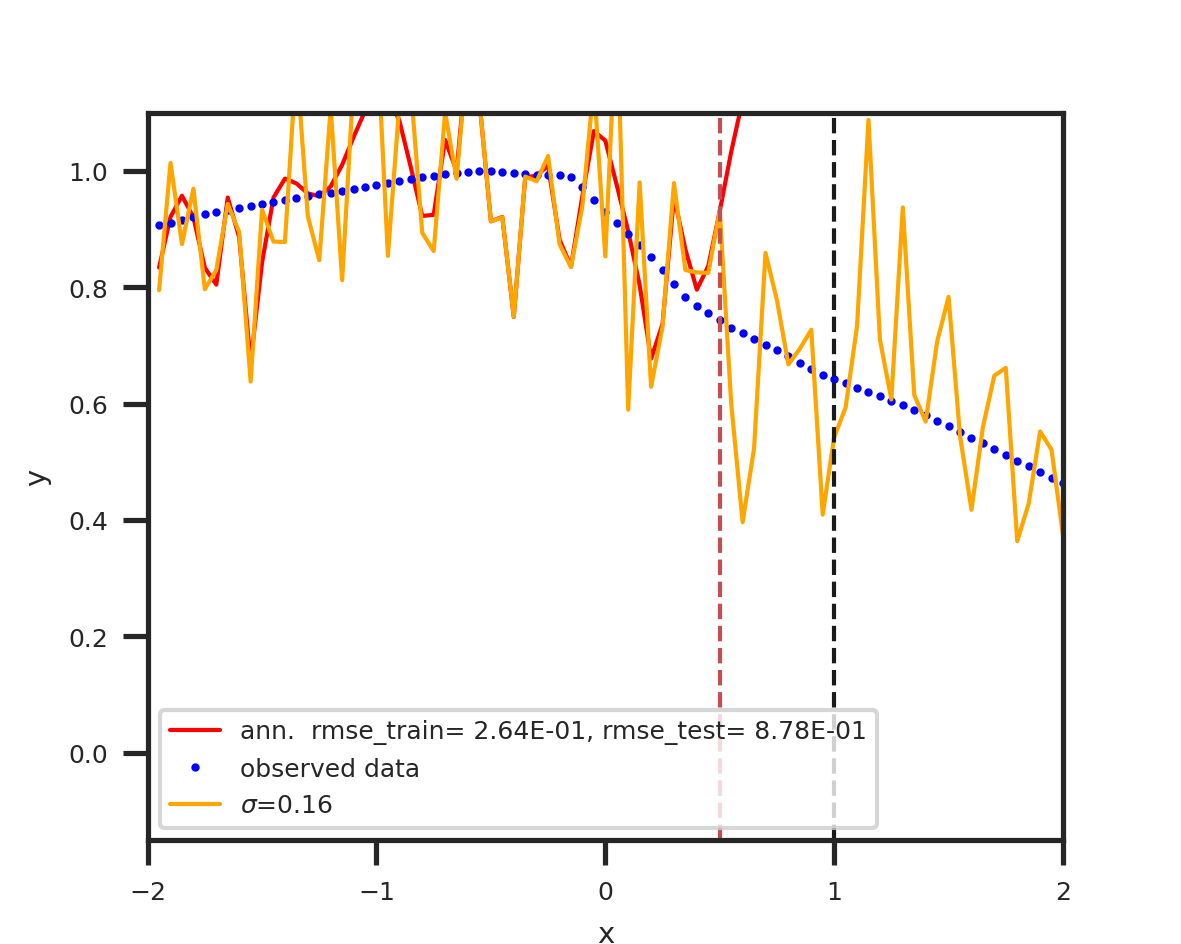 1.0
0.8
0.6
0.4
0.2
0.0
y
ann.  rmse_train= 2.64E-01, rmse_test= 8.78E-01
observed data
σ=0.16
−2 −1 0 1 2
x